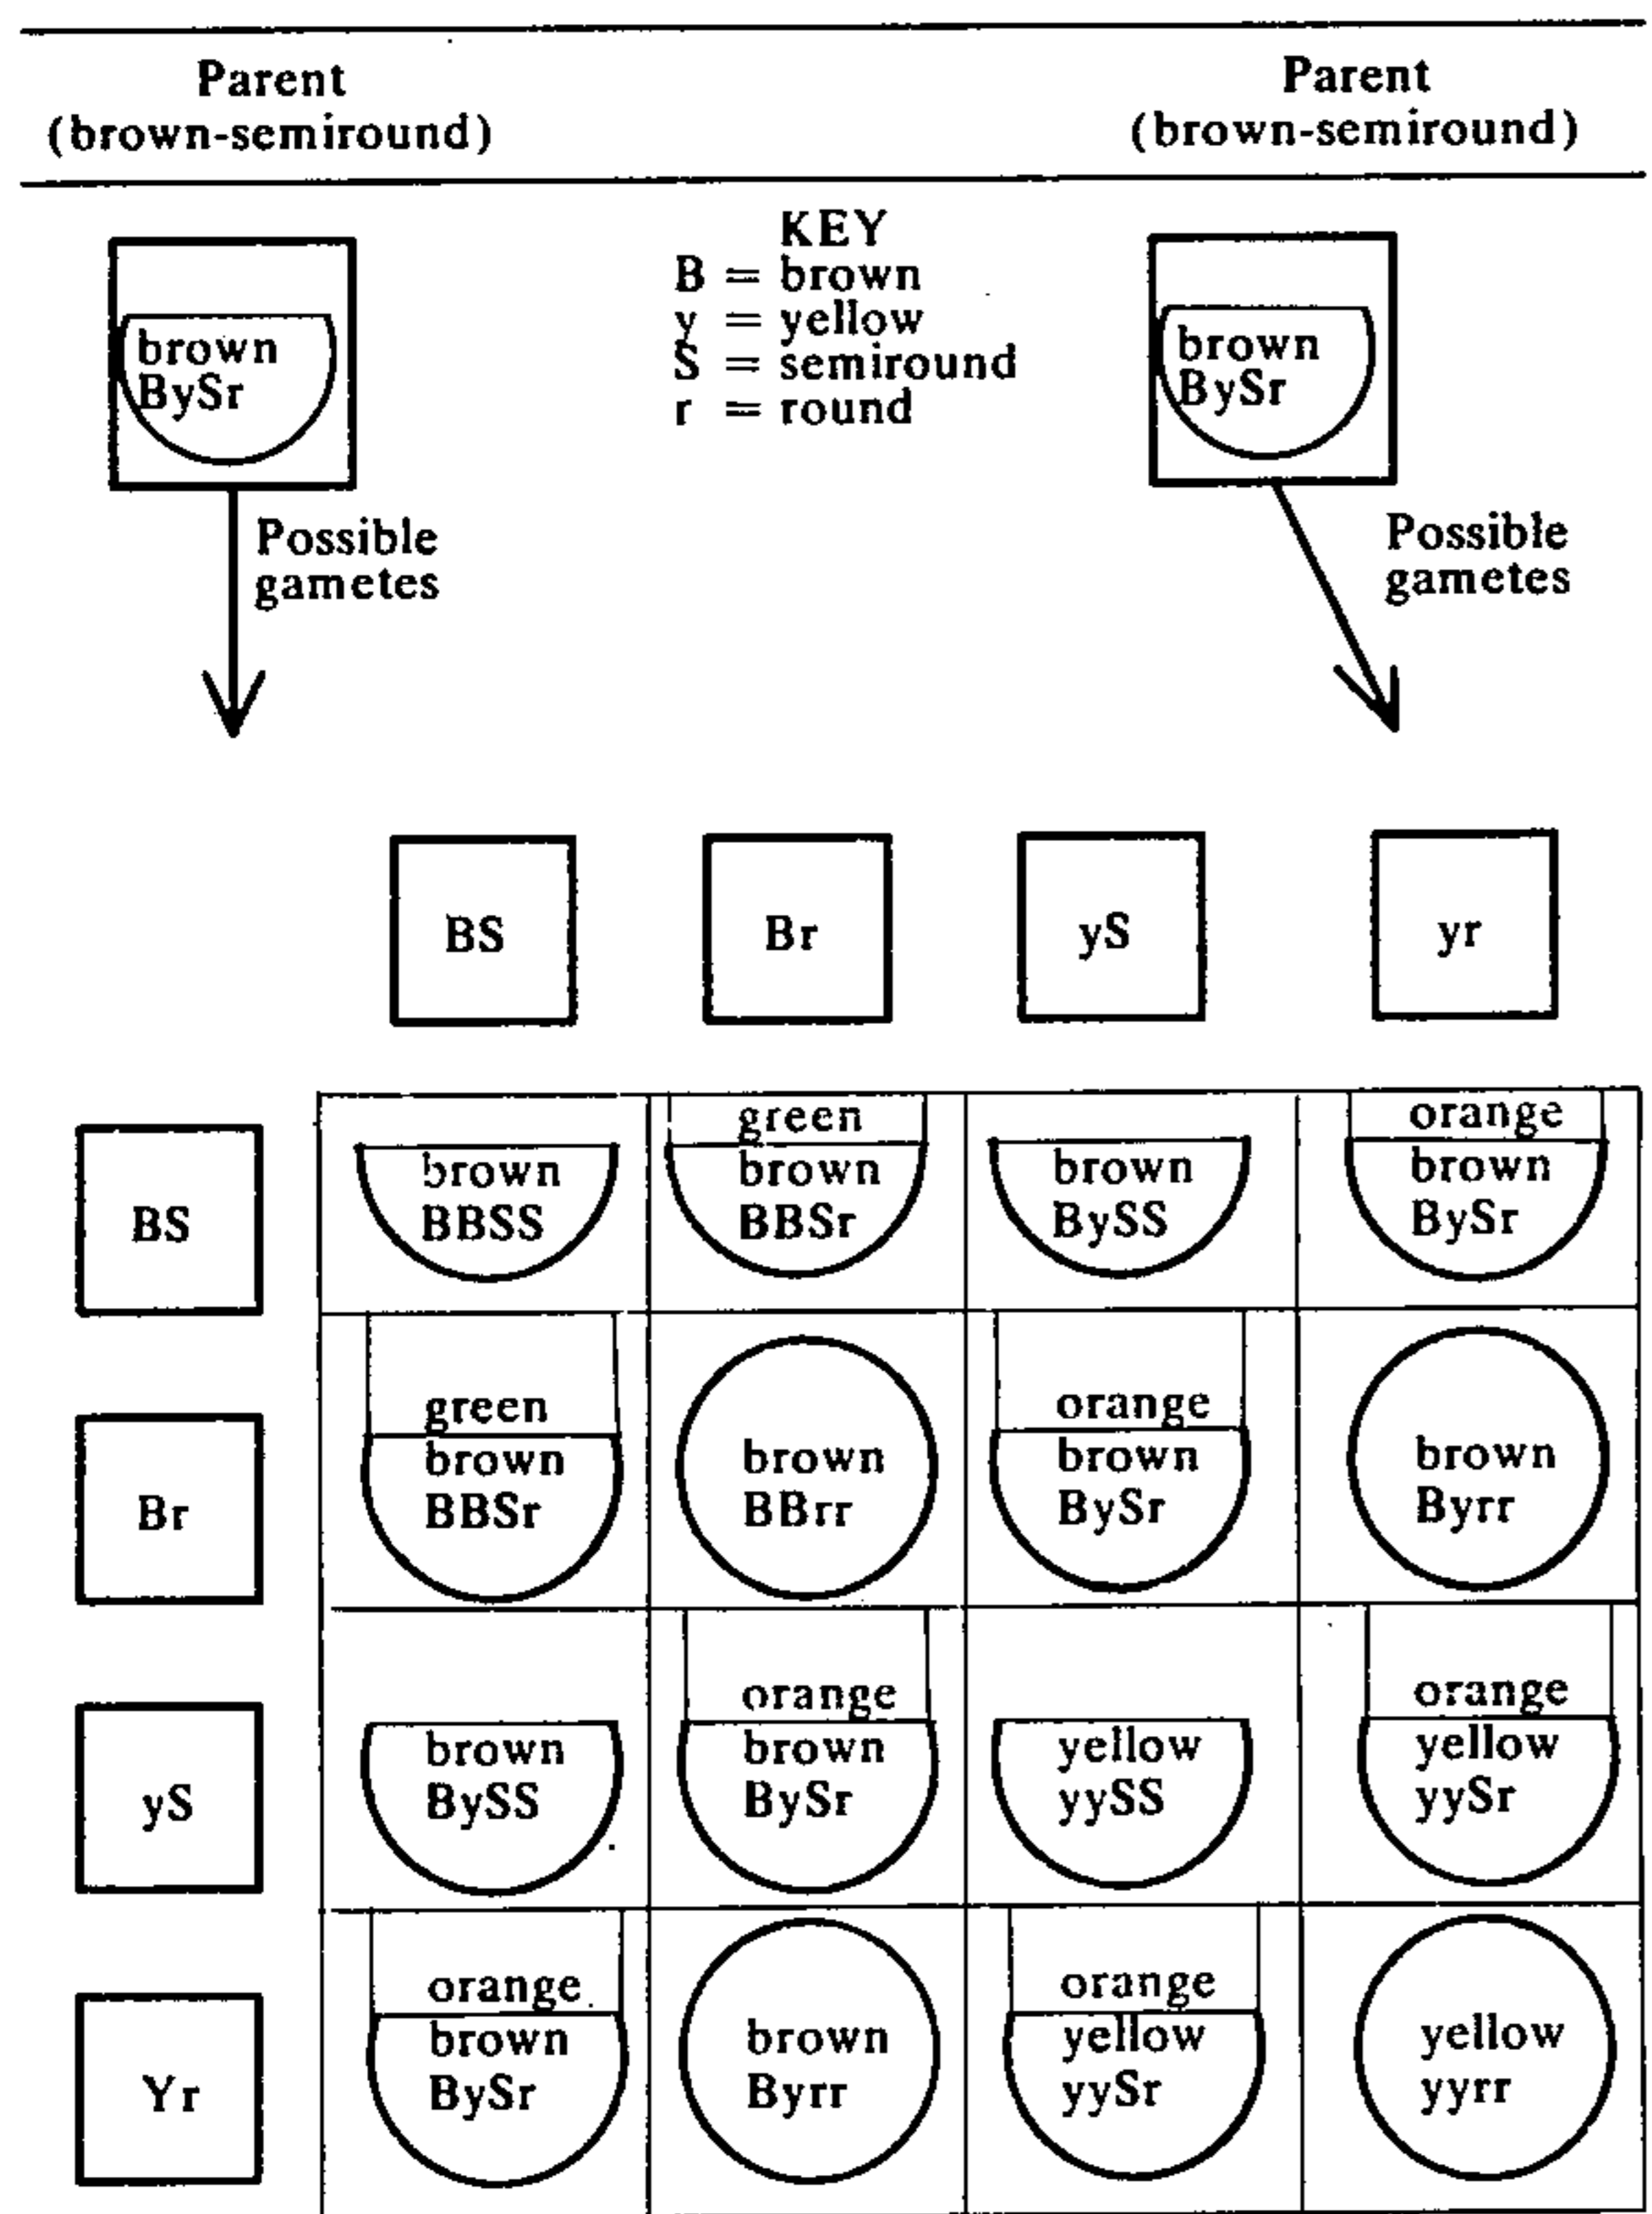 Parent
(brown-semiround)
Parent
(brown-semiround)
KEY
B = brown
y = yellow
S = semiround
r = round
brown
BySr
brown
BySr
Possible
gametes
Possible
gametes
BS
Br
yS
yr
BS
brown
BBSS
green
brown
BBSr
brown
BySS
orange
brown
BySr
Br
green
brown
BBSr
brown
BBrr
orange
brown
BySr
brown
Byrr
yS
brown
BySS
orange
brown
BySr
yellow
yySS
orange
yellow
yySr
Yr
orange
brown
BySr
brown
Byrr
orange
yellow
yySr
yellow
yyrr